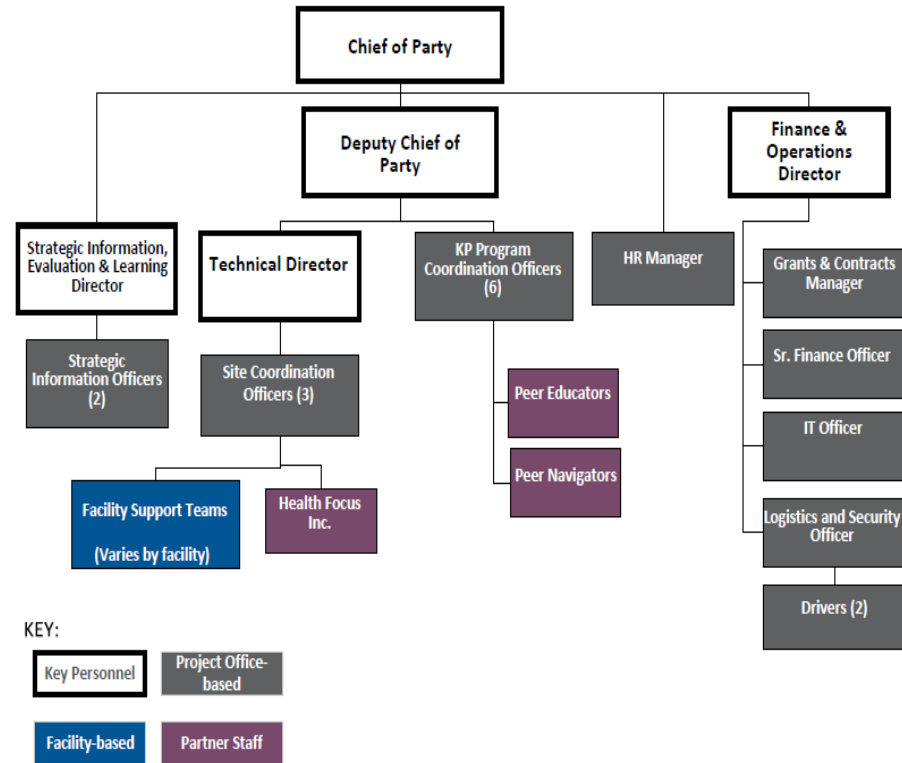 Chief of Party
Deputy Chief of
Party
Finance &
Operations
Director
Strategic Information,
Evaluation & Learning
Director
Technical Director
KP Program
Coordination Officers
(6)
HR Manager
Grants & Contracts
Manager
Strategic
Information Officers
(2)
Site Coordination
Officers (3)
Sr. Finance Officer
Peer Educators
IT Officer
Peer Navigators
Facility Support Teams
(Varies by facility)
Health Focus
Inc.
Logistics and Security
Officer
Drivers (2)
KEY:
Key Personnel
Project Office-
based
Facility-based
Partner Staff